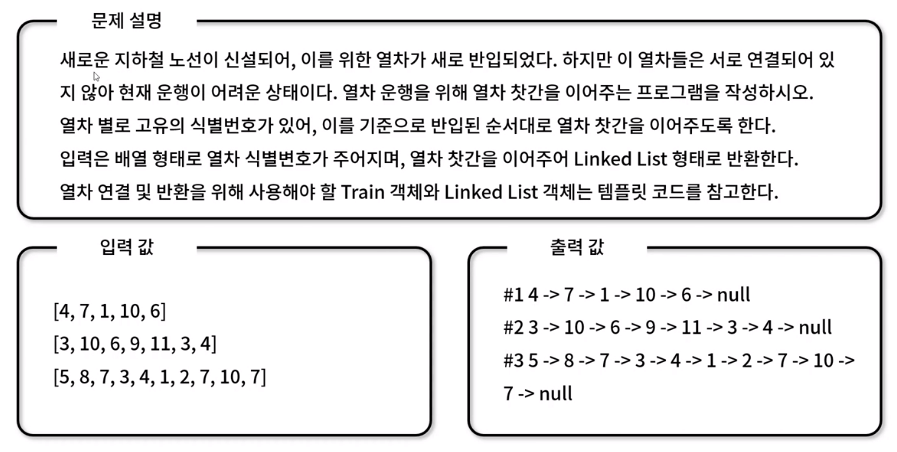 문제 설명
새로운 지하철 노선이 신설되어, 이를 위한 열차가 새로 반입되었다. 하지만 이 열차들은 서로 연결되어 있
지 않아 현재 운행이 어려운 상태이다. 열차 운행을 위해 열차 찻간을 이어주는 프로그램을 작성하시오.
열차 별로 고유의 식별번호가 있어, 이를 기준으로 반입된 순서대로 열차 찻간을 이어주도록 한다.
입력은 배열 형태로 열차 식별변호가 주어지며, 열차 찻간을 이어주어 Linked List 형태로 반환한다.
열차 연결 및 반환을 위해 사용해야 할 Train 객체와 Linked List 객체는 템플릿 코드를 참고한다.
입력 값
[4, 7, 1, 10, 6]
[3, 10, 6, 9, 11, 3, 4]
[5, 8, 7, 3, 4, 1, 2, 7, 10, 7]
출력 값
#1 4 -> 7 -> 1 -> 10 -> 6 -> null
#2 3 -> 10 -> 6 -> 9 -> 11 -> 3 -> 4 -> null
#3 5 -> 8 -> 7 -> 3 -> 4 -> 1 -> 2 -> 7 -> 10 ->
7 -> null